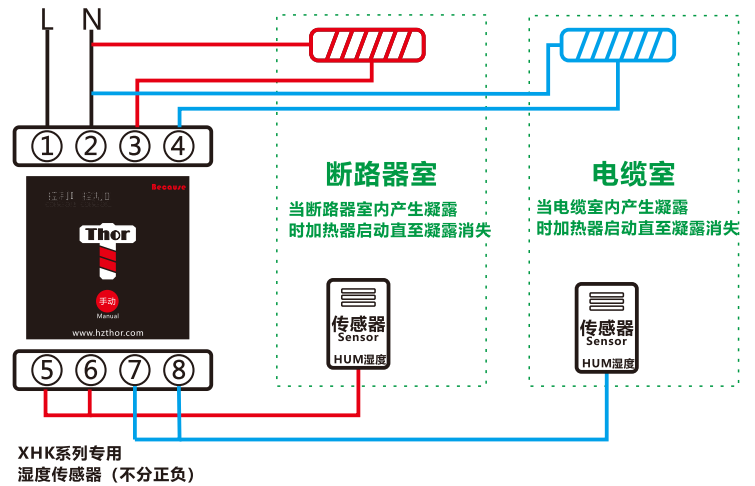 L N
1 2 3 4
Because
Thor
手动
Manual
www.hzthor.com
5 6 7 8
断路器室
当断路器室内产生凝露
时加热器启动直至凝露消失
传感器
Sensor
HUM湿度
电缆室
当电缆室内产生凝露
时加热器启动直至凝露消失
传感器
Sensor
HUM湿度
XHK系列专用
湿度传感器（不分正负）